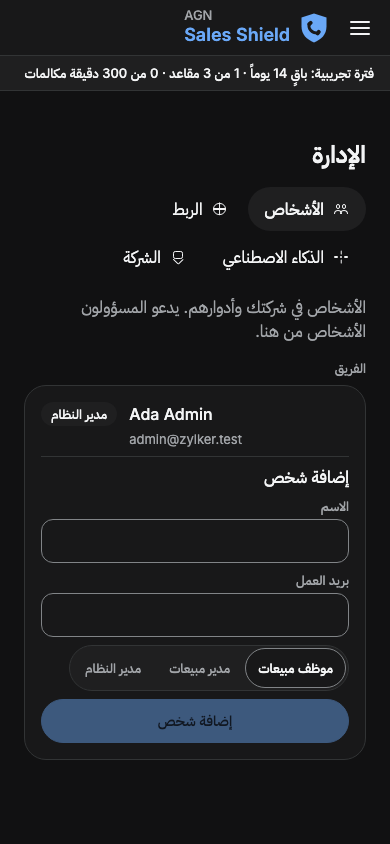 AGN
Sales Shield
فترة تجريبية: باقٍ 14 يوماً · 1 من 3 مقاعد · 0 من 300 دقيقة مكالمات
الإدارة
الأشخاص
الربط
الذكاء الاصطناعي
الشركة
الأشخاص في شركتك وأدوارهم. يدعو المسؤولون
الأشخاص من هنا.
الفريق
Ada Admin
مدير النظام
admin@zylker.test
إضافة شخص
الاسم
بريد العمل
موظف مبيعات
مدير مبيعات
مدير النظام
إضافة شخص